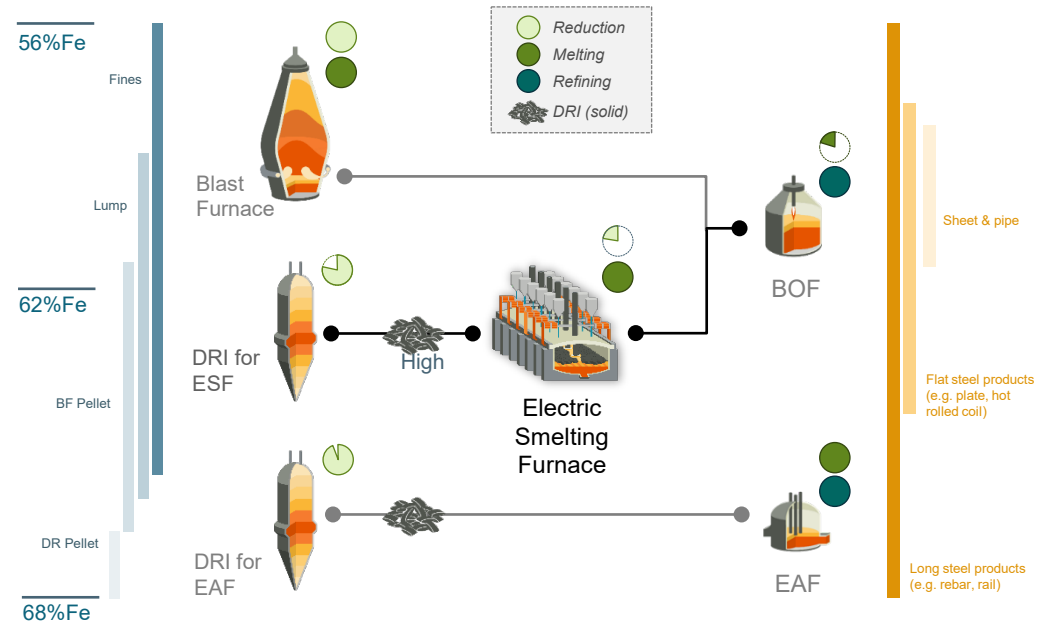 56%Fe
Fines
Lump
62%Fe
BF Pellet
DR Pellet
68%Fe
Reduction
Melting
Refining
DRI (solid)
Blast
Furnace
DRI for
ESF
High
Electric
Smelting
Furnace
DRI for
EAF
BOF
EAF
Sheet & pipe
Flat steel products
(e.g. plate, hot
rolled coil)
Long steel products
(e.g. rebar, rail)